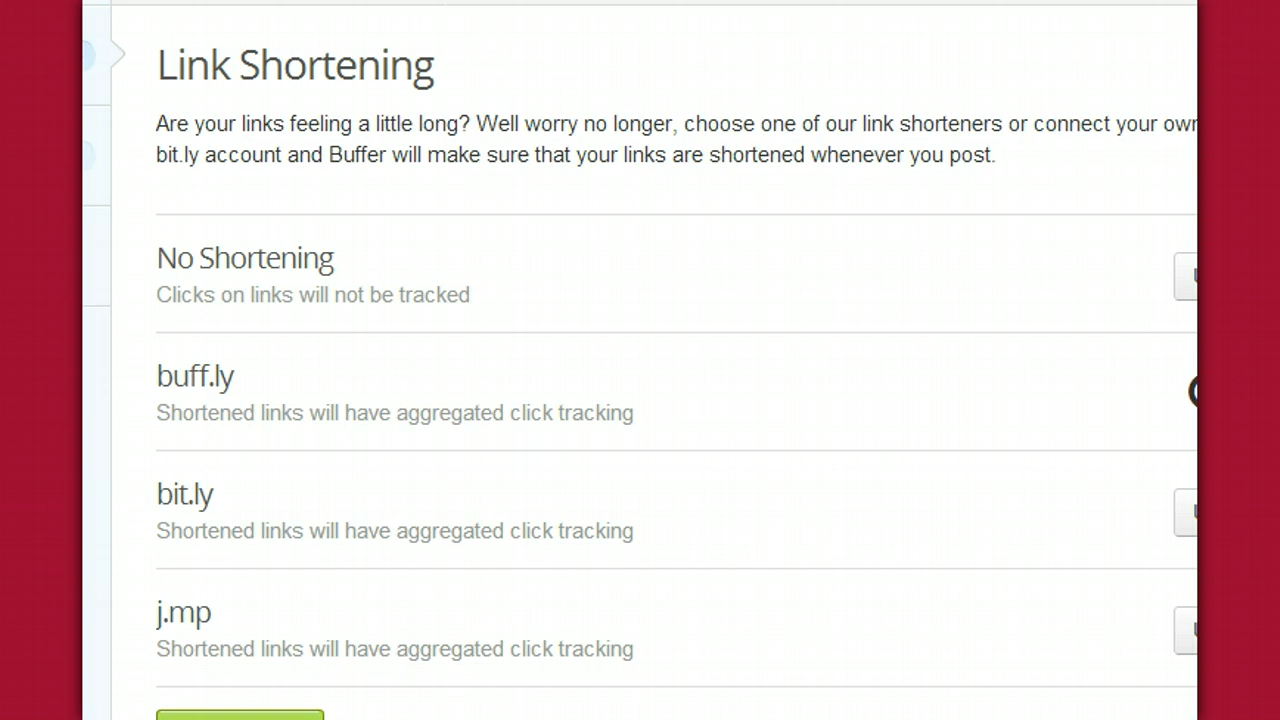 Link Shortening
Are your links feeling a little long? Well worry no longer, choose one of our link shorteners or connect your own
bit.ly account and Buffer will make sure that your links are shortened whenever you post.
No Shortening
Clicks on links will not be tracked
buff.ly
Shortened links will have aggregated click tracking
bit.ly
Shortened links will have aggregated click tracking
j.mp
Shortened links will have aggregated click tracking